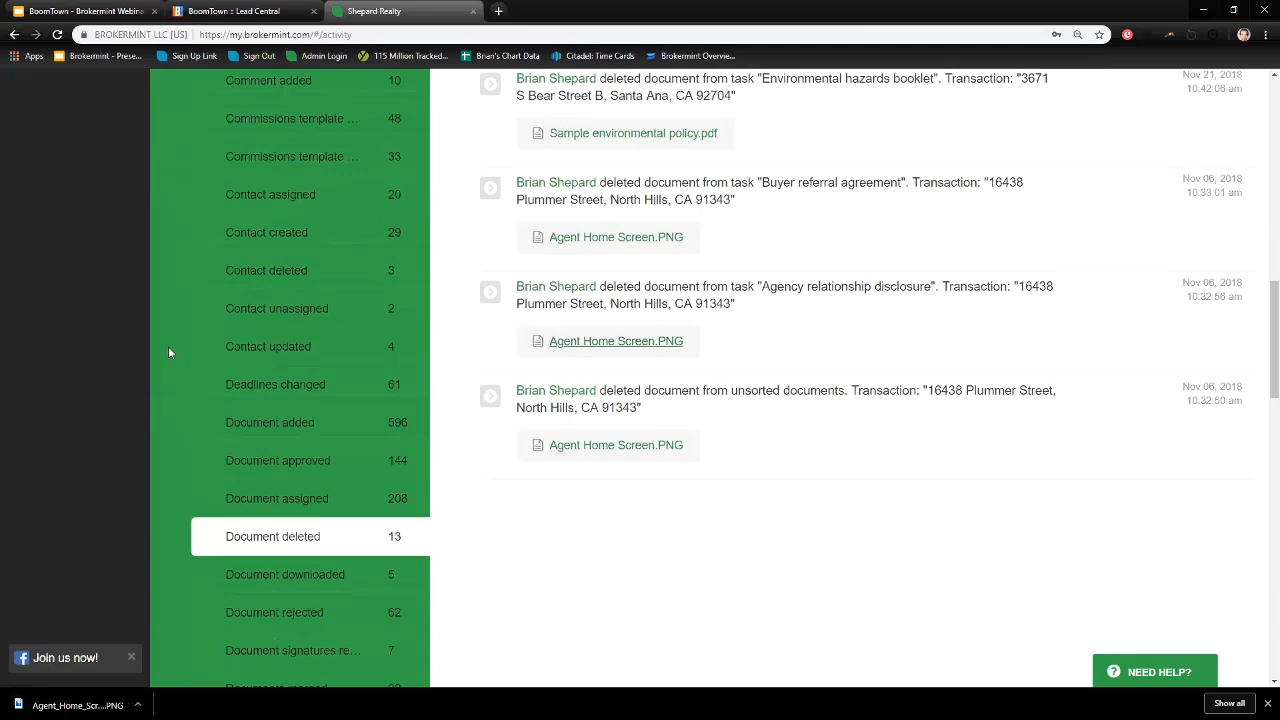 BoomTown - Brokermint Webina
BoomTown :: Lead Central
Shepard Realty
BROKERMINT LLC [US]
https://my.brokermint.com/#/activity
Apps
Brokermint - Prese...
Sign Up Link
Sign Out
Admin Login
115 Million Tracked...
Brian's Chart Data
Citadel: Time Cards
Brokermint Overvie...
Comment added 10
Commissions template ... 48
Commissions template ... 33
Contact assigned 20
Contact created 29
Contact deleted 3
Contact unassigned 2
Contact updated 4
Deadlines changed 61
Document added 596
Document approved 144
Document assigned 208
Document deleted 13
Document downloaded 5
Document rejected 62
Document signatures re... 7
Brian Shepard deleted document from task "Environmental hazards booklet". Transaction: "3671
S Bear Street B, Santa Ana, CA 92704"
Nov 21, 2018
10:42:06 am
Sample environmental policy.pdf
Brian Shepard deleted document from task "Buyer referral agreement". Transaction: "16438
Plummer Street, North Hills, CA 91343"
Nov 06, 2018
10:33:01 am
Agent Home Screen.PNG
Brian Shepard deleted document from task "Agency relationship disclosure". Transaction: "16438
Plummer Street, North Hills, CA 91343"
Nov 06, 2018
10:32:56 am
Agent Home Screen.PNG
Brian Shepard deleted document from unsorted documents. Transaction: "16438 Plummer Street,
North Hills, CA 91343"
Nov 06, 2018
10:32:50 am
Agent Home Screen.PNG
Join us now!
NEED HELP?
Agent_Home_Scr....PNG
Show all